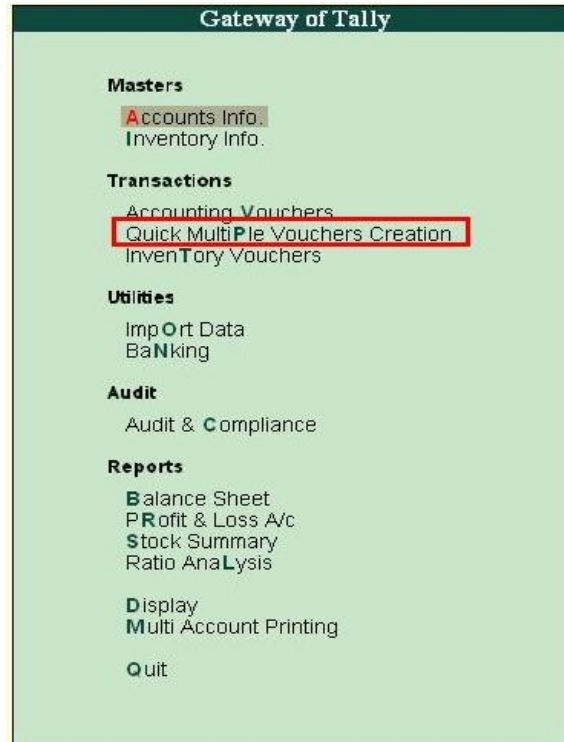 Gateway of Tally
Masters
Accounts Info.
Inventory Info.
Transactions
Accounting Vouchers
Quick MultiPle Vouchers Creation
InvenTory Vouchers
Utilities
ImpOrt Data
BaNking
Audit
Audit & Compliance
Reports
Balance Sheet
PRofit & Loss A/c
Stock Summary
Ratio AnaLysis
Display
Multi Account Printing
Quit